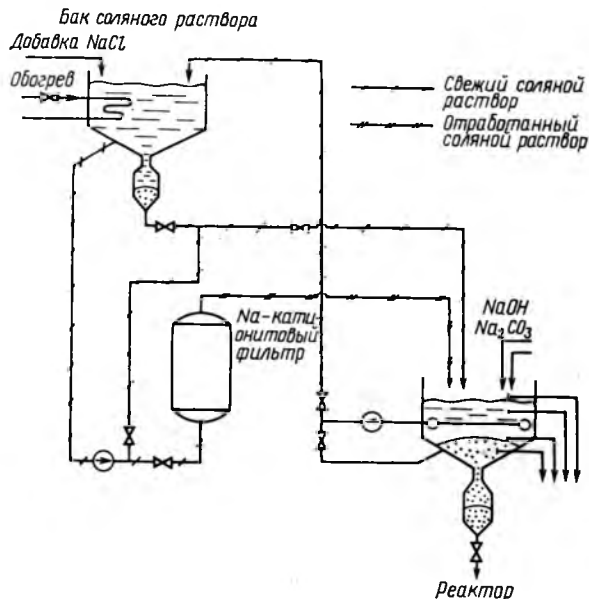 Бак соляного раствора
Добавка NaCl
Обогрев
Свежий соляной
раствор
Отработанный
соляной раствор
Na-кати-
онитовый
фильтр
NaOH
Na₂CO₃
Реактор